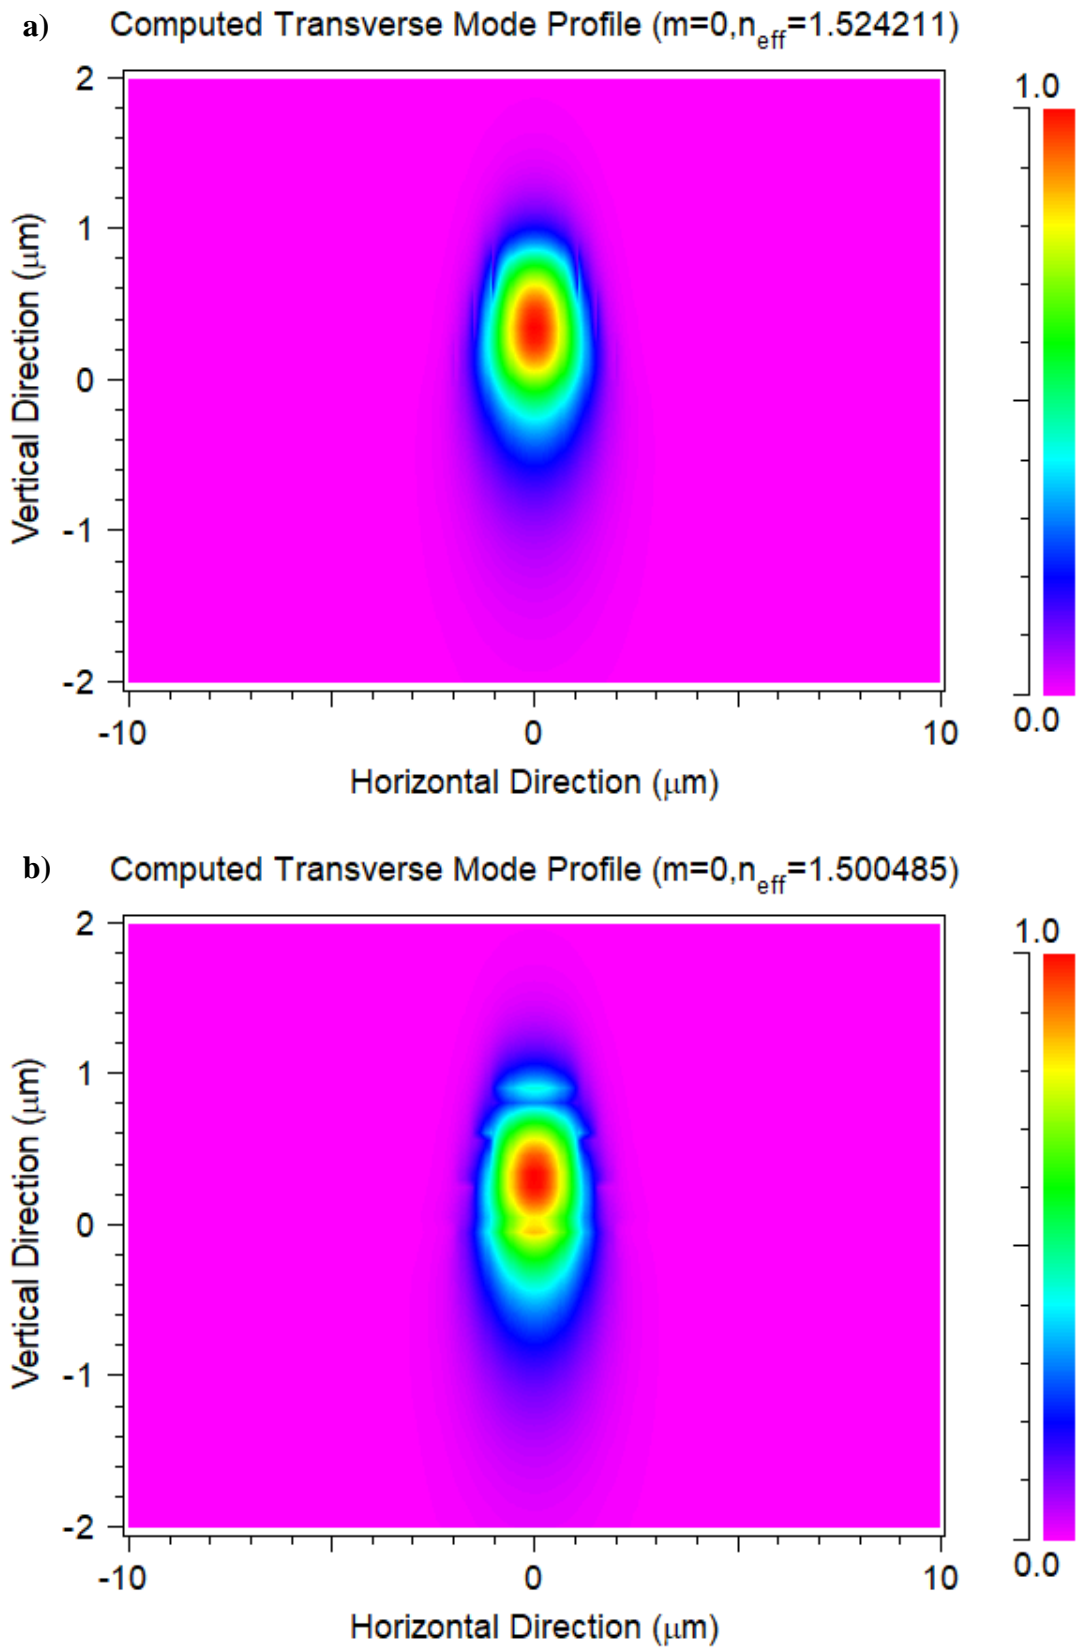 a) Computed Transverse Mode Profile (m=0,neff=1.524211)
1.0
2
1
0
-1
-2
Vertical Direction (μm)
0.0
-10 0 10
Horizontal Direction (μm)
b) Computed Transverse Mode Profile (m=0,neff=1.500485)
1.0
2
1
0
-1
-2
Vertical Direction (μm)
0.0
-10 0 10
Horizontal Direction (μm)